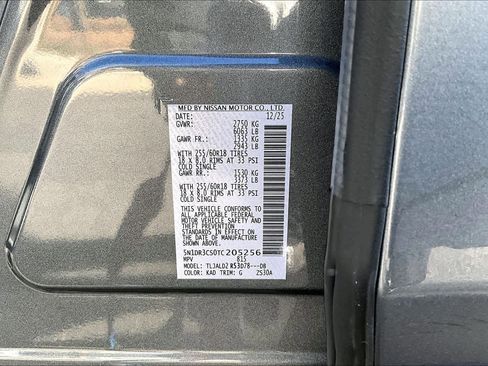 MFD BY NISSAN MOTOR CO., LTD.
DATE: 12/25
GVWR: 2750 KG
6063 LB
GAWR FR.: 1335 KG
2943 LB
WITH 255/60R18 TIRES
18 X 8.0 RIMS AT 33 PSI
COLD SINGLE
GAWR RR.: 1530 KG
3373 LB
WITH 255/60R18 TIRES
18 X 8.0 RIMS AT 33 PSI
COLD SINGLE
THIS VEHICLE CONFORMS TO
ALL APPLICABLE FEDERAL MOTOR
VEHICLE SAFETY AND THEFT
PREVENTION STANDARDS IN
EFFECT ON THE
DATE OF MANUFACTURE SHOWN
ABOVE.
5N1DR3CS0TC205256
MPV 815
MODEL: TLJALDZ R53D78---DB
COLOR: KAD TRIM: G ZS30A